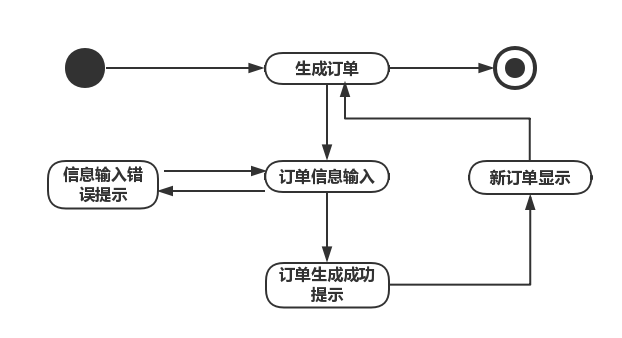 生成订单
信息输入错
误提示
订单信息输入
新订单显示
订单生成成功
提示